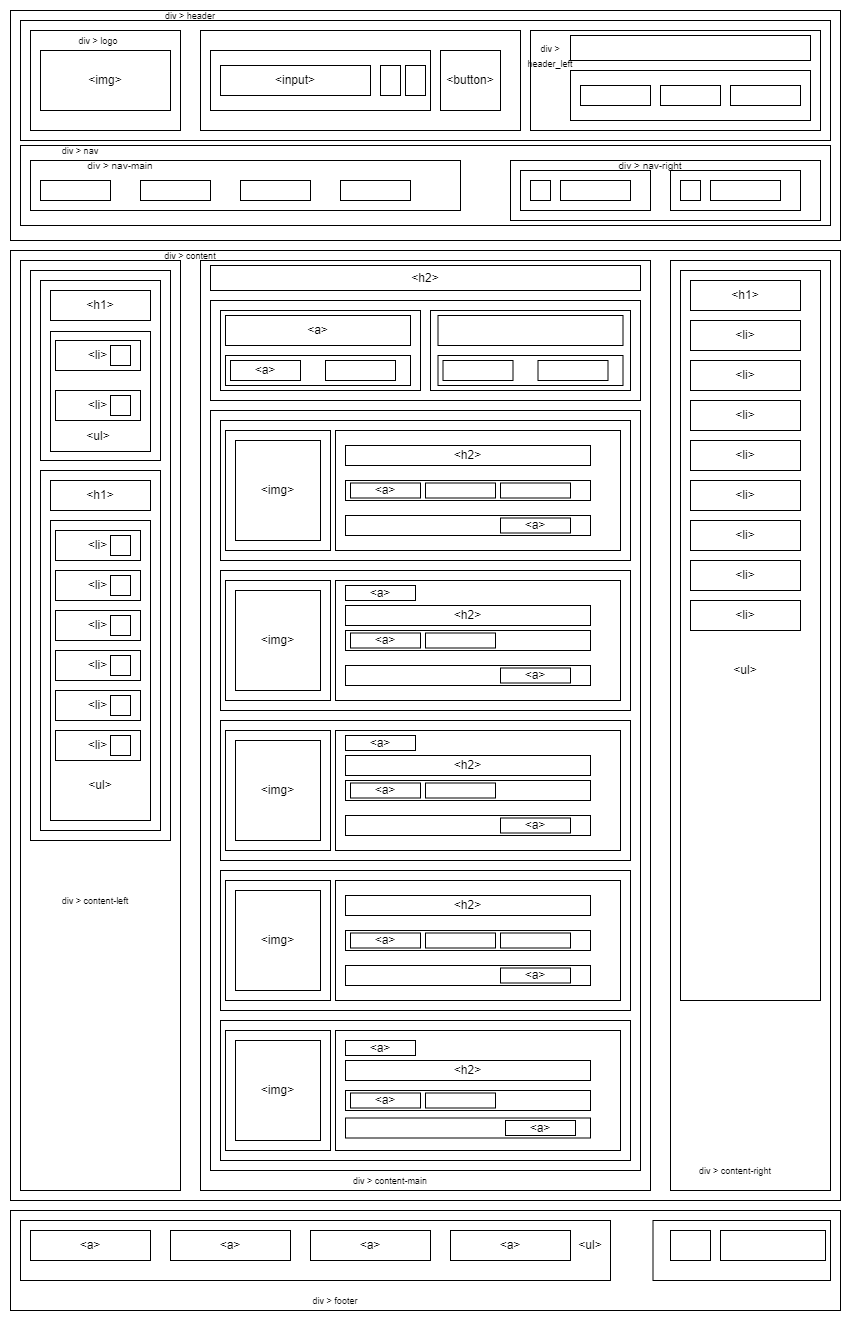 div > header
div > logo
<img>
<input>
<button>
div >
header_left
div > nav
div > nav-main
div > nav-right
div > content
<h1>
<li>
<li>
<ul>
<h1>
<li>
<li>
<li>
<li>
<li>
<li>
<ul>
div > content-left
<h2>
<a>
<a>
<img>
<h2>
<a>
<a>
<img>
<a>
<h2>
<a>
<a>
<img>
<a>
<h2>
<a>
<a>
<img>
<h2>
<a>
<a>
<img>
<a>
<h2>
<a>
<a>
div > content-main
<h1>
<li>
<li>
<li>
<li>
<li>
<li>
<li>
<li>
<ul>
div > content-right
<a>
<a>
<a>
<a>
<ul>
div > footer